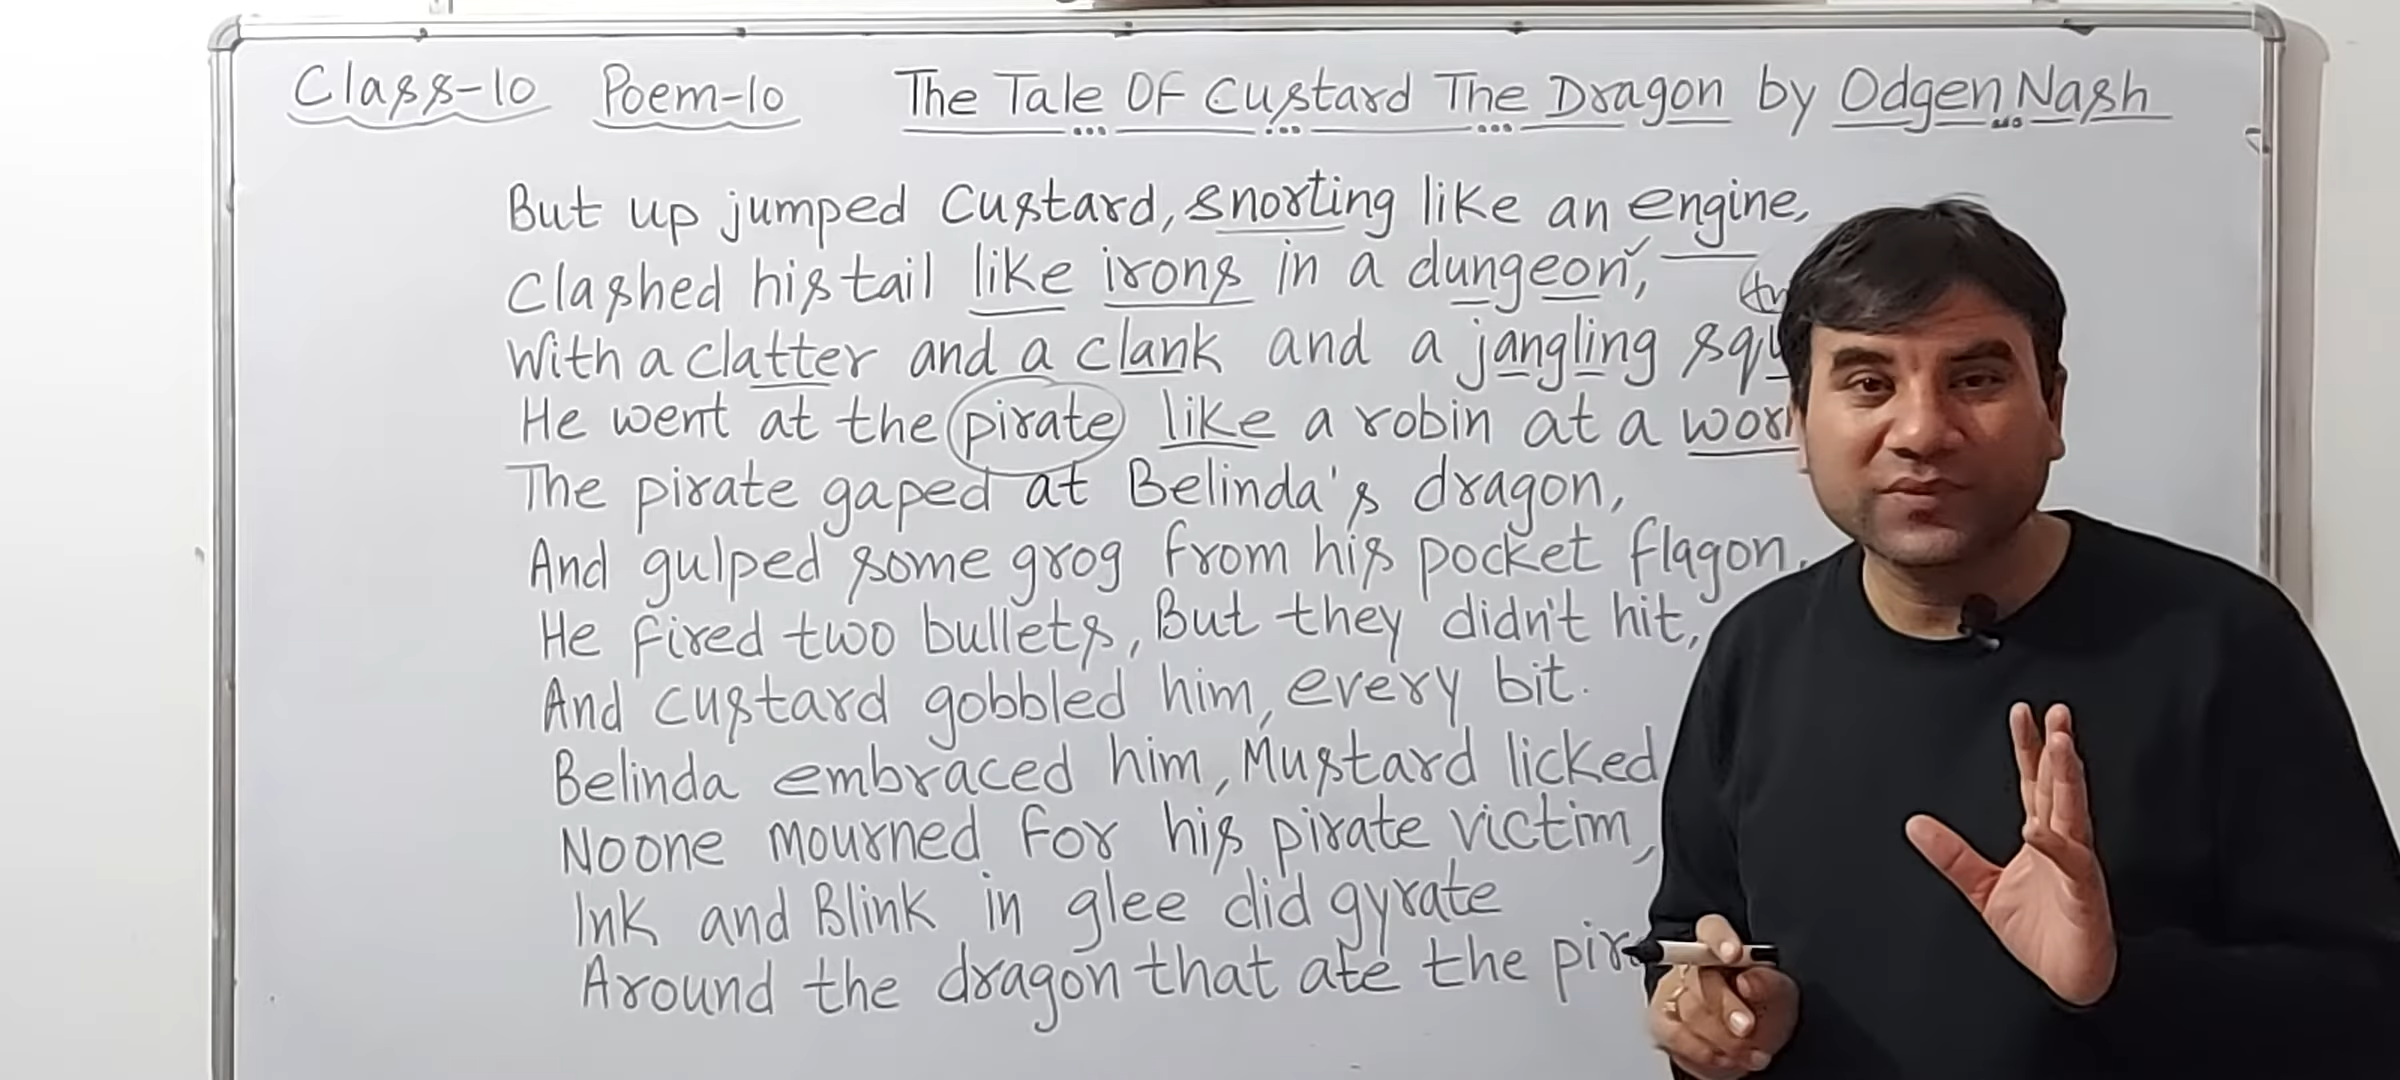 Class-10 Poem-10 The Tale Of Custard The Dragon by Odgen Nash
But up jumped Custard, snorting like an engine,
Clashed his tail like irons in a dungeon,
With a clatter and a clank and a jangling
He went at the pirate like a robin at a
The pirate gaped at Belinda's dragon,
And gulped some grog from his pocket flagon,
He fired two bullets, But they didn't hit,
And custard gobbled him, every bit.
Belinda embraced him, Mustard licked
Noone mourned for his pirate victim,
Ink and Blink in glee did gyrate
Around the dragon that ate the